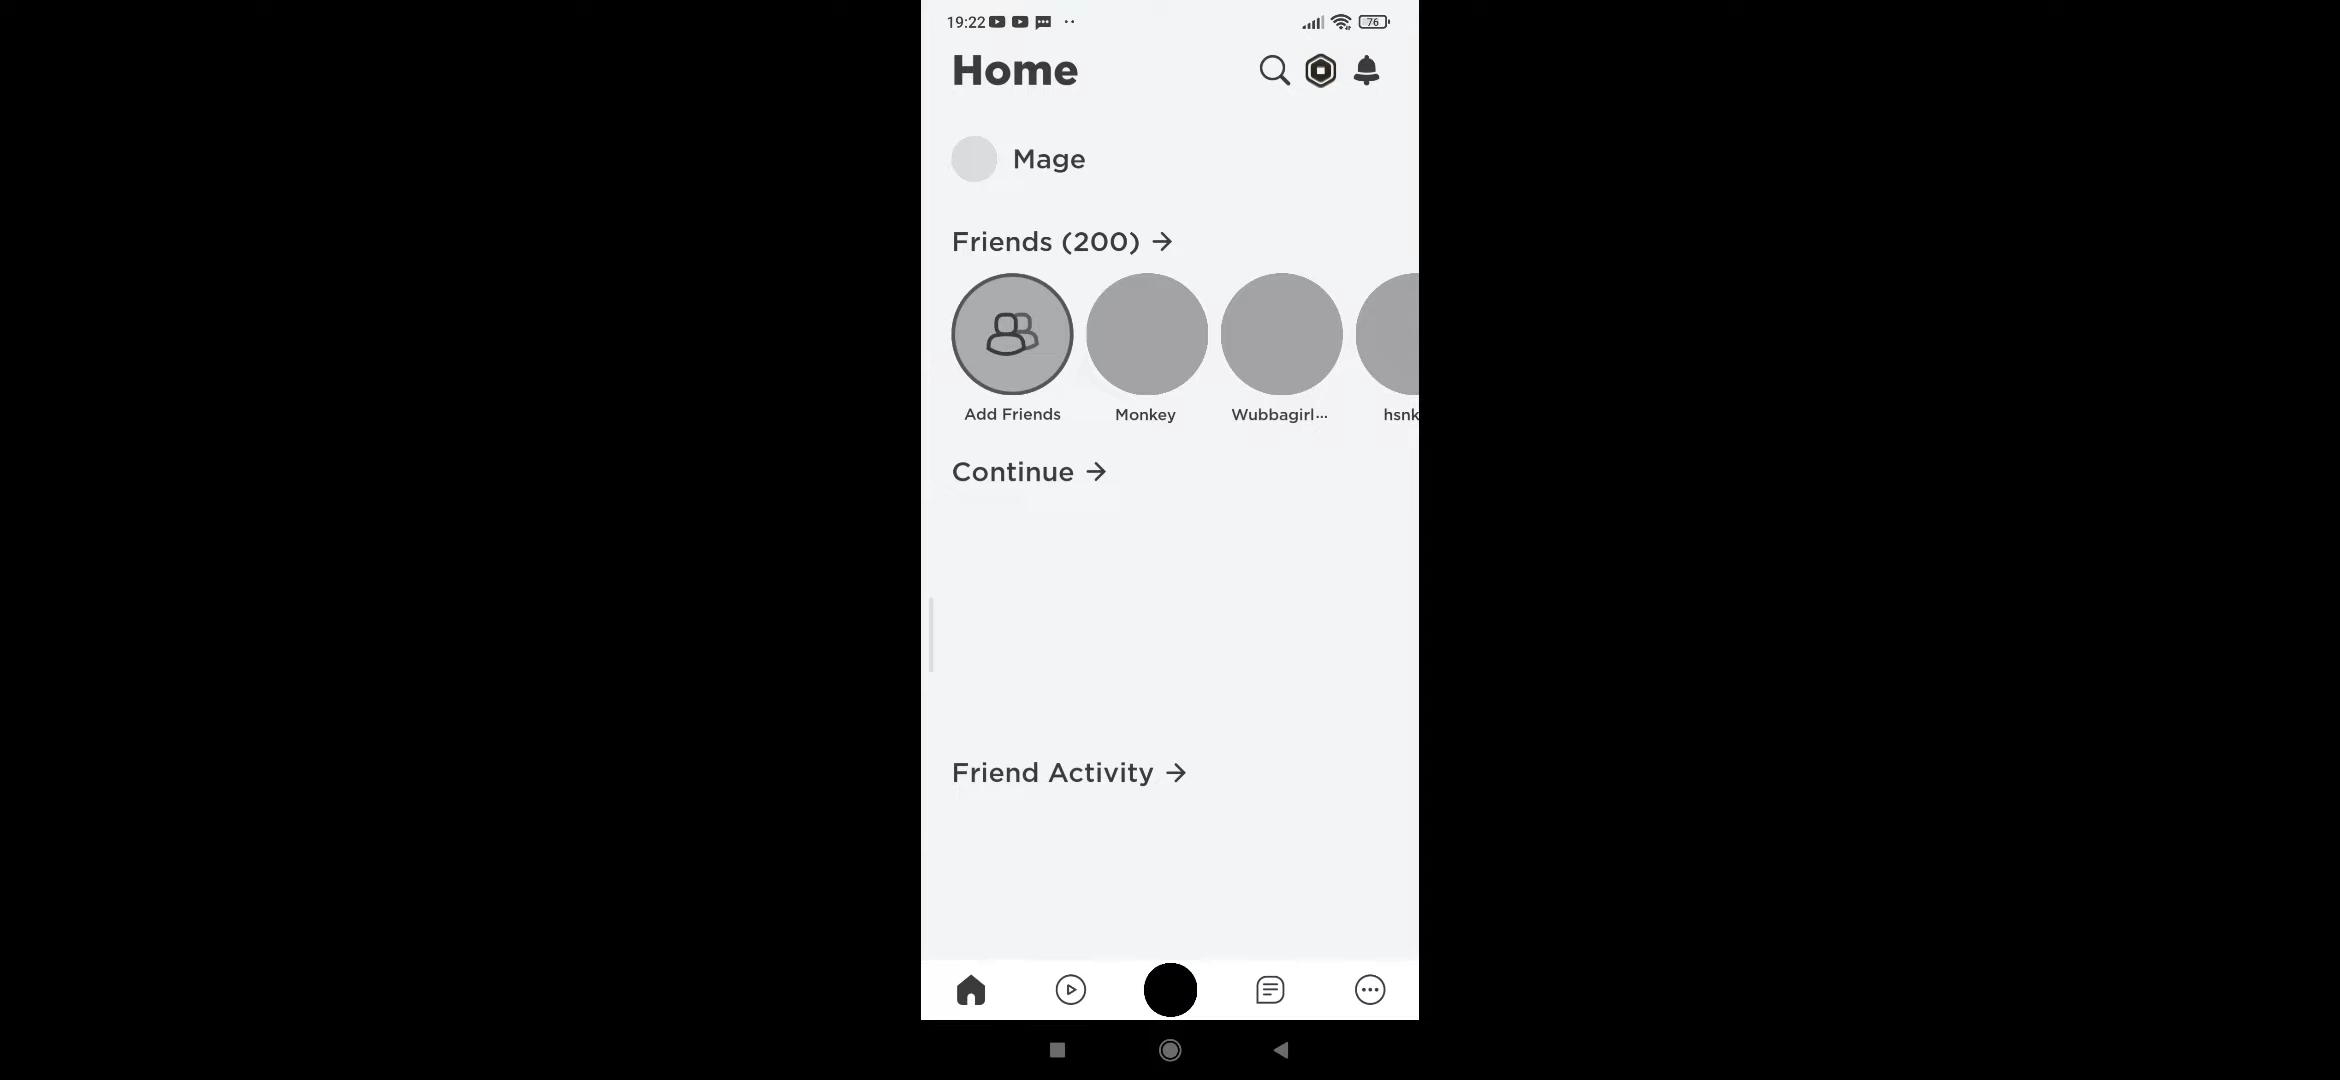 19:22
76
Home
Mage
Friends (200)
Add Friends
Monkey
Wubbagirl...
hsnk
Continue
Friend Activity